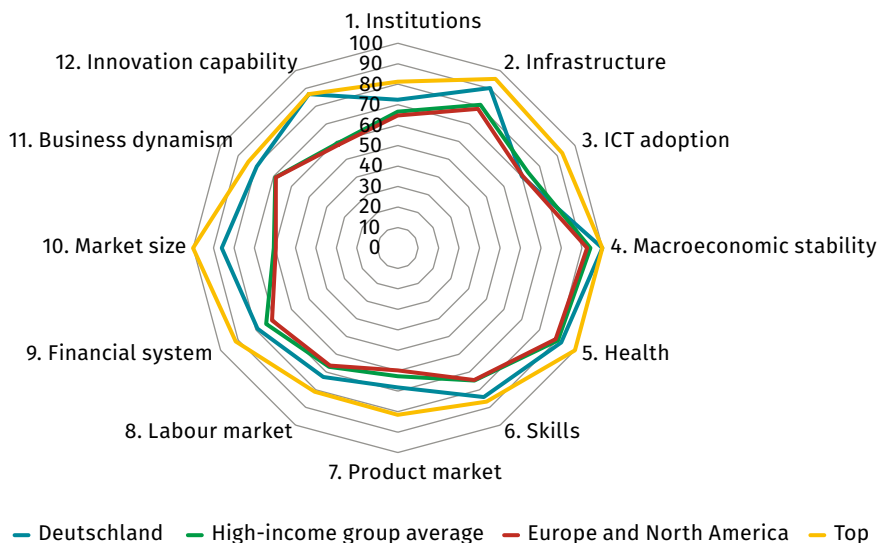 1. Institutions
2. Infrastructure
3. ICT adoption
4. Macroeconomic stability
5. Health
6. Skills
7. Product market
8. Labour market
9. Financial system
10. Market size
11. Business dynamism
12. Innovation capability
100
90
80
70
60
50
40
30
20
10
0
Deutschland High-income group average Europe and North America Top